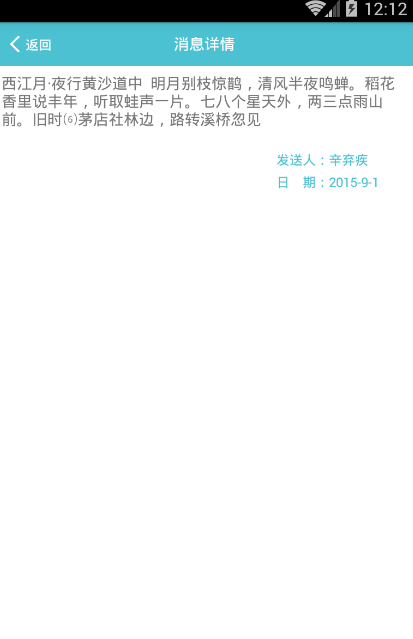 12:12
返回
消息详情
西江月·夜行黄沙道中 明月别枝惊鹊，清风半夜鸣蝉。稻花
香里说丰年，听取蛙声一片。七八个星天外，两三点雨山
前。旧时⑹茅店社林边，路转溪桥忽见
发送人：辛弃疾
日 期：2015-9-1